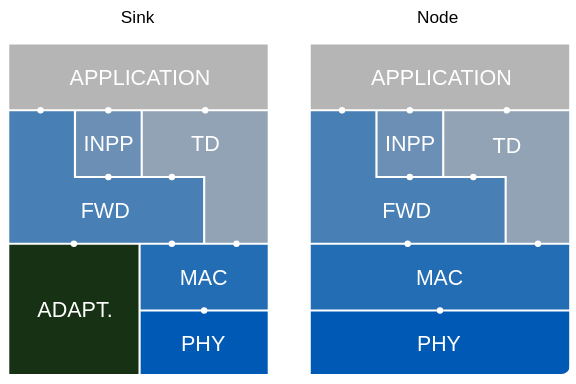 Sink
Node
APPLICATION
INPP
TD
FWD
ADAPT.
MAC
PHY
APPLICATION
INPP
TD
FWD
MAC
PHY